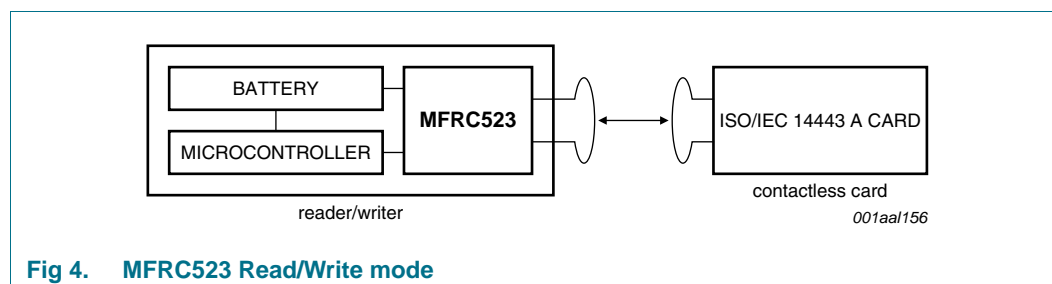 BATTERY
MFRC523
ISO/IEC 14443 A CARD
MICROCONTROLLER
contactless card
reader/writer
001aal156
Fig 4. MFRC523 Read/Write mode